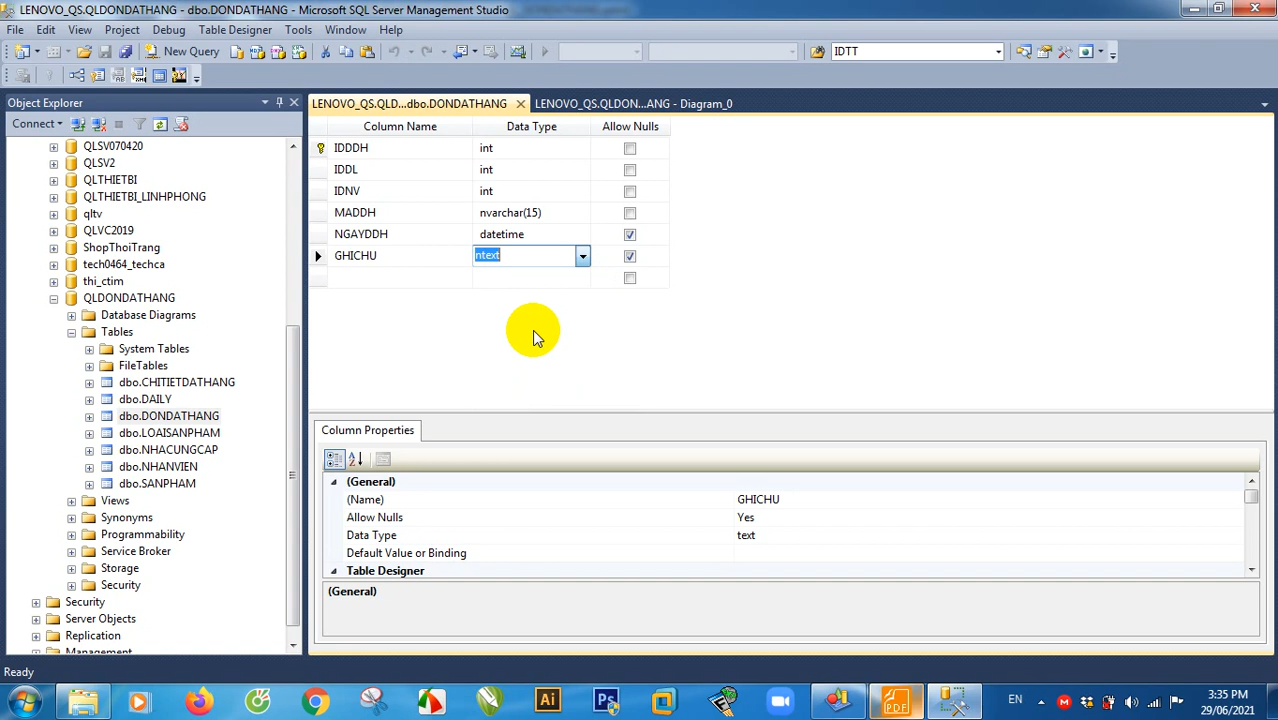 LENOVO_QS.QLDONDATHANG - dbo.DONDATHANG - Microsoft SQL Server Management Studio
File Edit View Project Debug Table Designer Tools Window Help
New Query IDTT
Object Explorer
Connect
QLSV070420
QLSV2
QLTHIETBI
QLTHIETBI_LINHPHONG
qltv
QLVC2019
ShopThoiTrang
tech0464_techca
thi_ctim
QLDONDATHANG
Database Diagrams
Tables
System Tables
FileTables
dbo.CHITIETDATHANG
dbo.DAILY
dbo.DONDATHANG
dbo.LOAISANPHAM
dbo.NHACUNGCAP
dbo.NHANVIEN
dbo.SANPHAM
Views
Synonyms
Programmability
Service Broker
Storage
Security
Security
Server Objects
Replication
Management
LENOVO_QS.QLD...dbo.DONDATHANG LENOVO_QS.QLDON...ANG - Diagram_0
Column Name Data Type Allow Nulls
IDDDH int
IDDL int
IDNV int
MADDH nvarchar(15)
NGAYDDH datetime
GHICHU ntext
Column Properties
(General)
(Name) GHICHU
Allow Nulls Yes
Data Type text
Default Value or Binding
Table Designer
(General)
Ready
EN 3:35 PM
29/06/2021